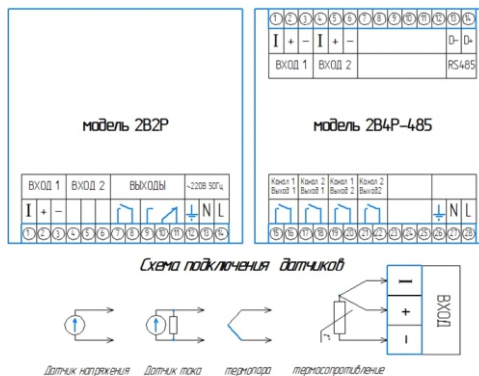 1 2 3 4 5 6 7 8 9 10 11 12 13 14
I + − I + − D- D+
ВХОД 1 ВХОД 2 RS485
модель 2В2Р
модель 2В4Р-485
ВХОД 1 ВХОД 2 ВЫХОДЫ ~220В 50Гц
I + − N L
1 2 3 4 5 6 7 8 9 10 11 12 13 14
Канал 1 Канал 2 Канал 1 Канал 2
Выход 1 Выход 1 Выход 2 Выход2
N L
15 16 17 18 19 20 21 22 23 24 25 26 27 28
Схема подключения датчиков
I
+
−
ВХОД
Датчик напряжения Датчик тока термопара термосопротивление